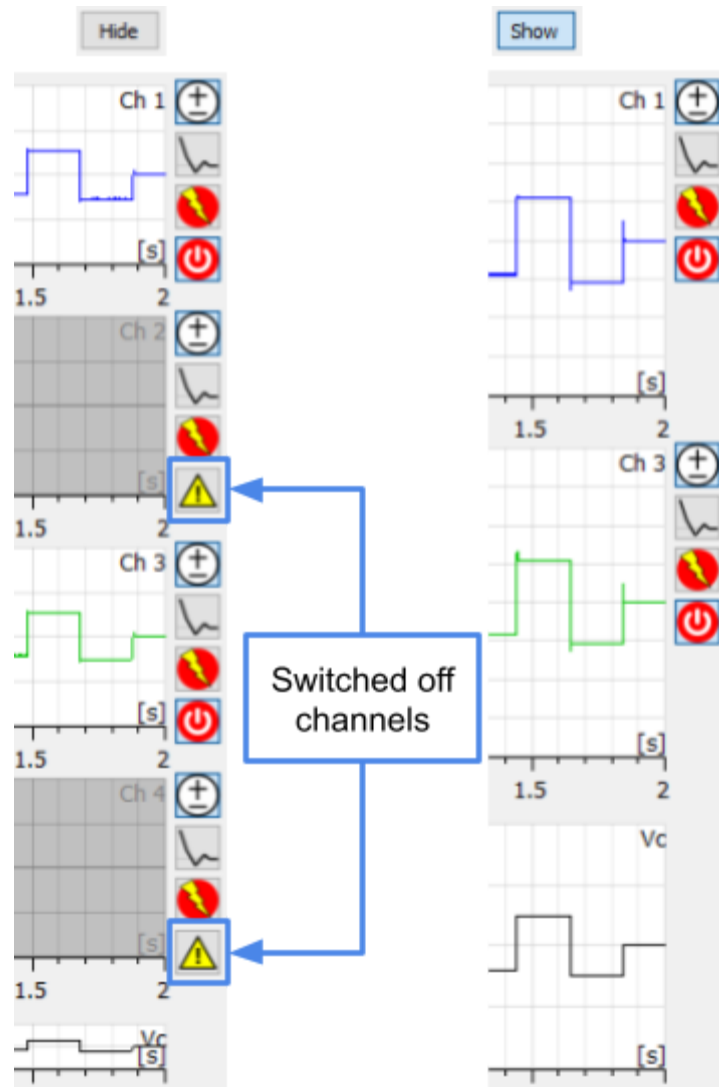 Hide
Show
Ch 1
[s]
1.5 2
Ch 2
[s]
1.5 2
Ch 3
[s]
1.5 2
Ch 4
[s]
1.5 2
Vc
[s]
Switched off
channels
Ch 1
[s]
1.5 2
Ch 3
[s]
1.5 2
Vc
[s]